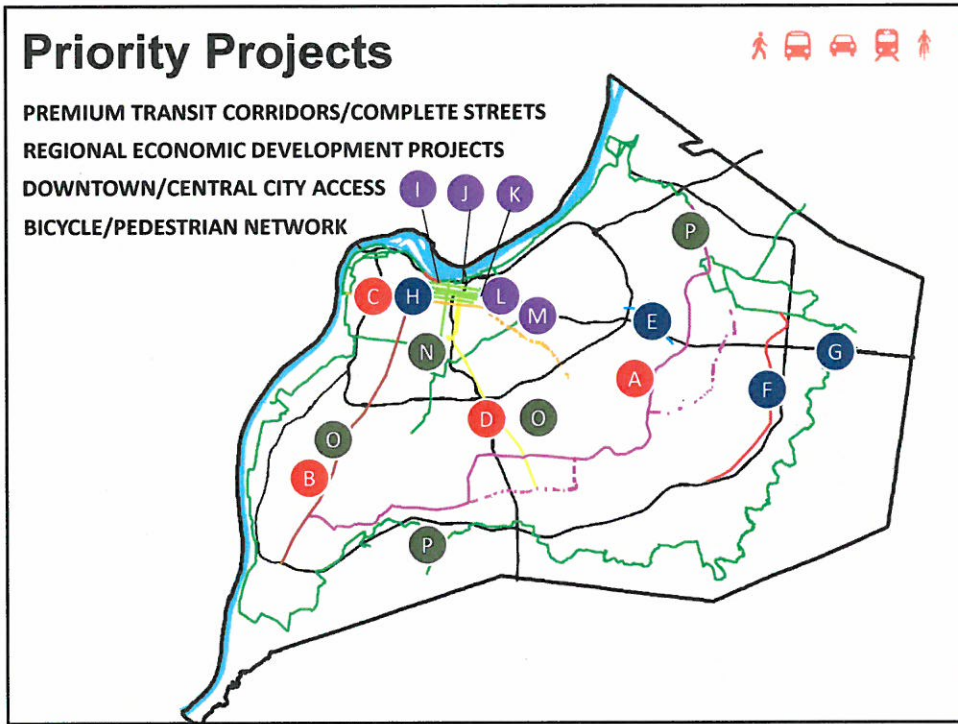 Priority Projects
PREMIUM TRANSIT CORRIDORS/COMPLETE STREETS
REGIONAL ECONOMIC DEVELOPMENT PROJECTS
DOWNTOWN/CENTRAL CITY ACCESS
BICYCLE/PEDESTRIAN NETWORK
I J K
P
C H L M
E
N G
A F
D O
O
B
P